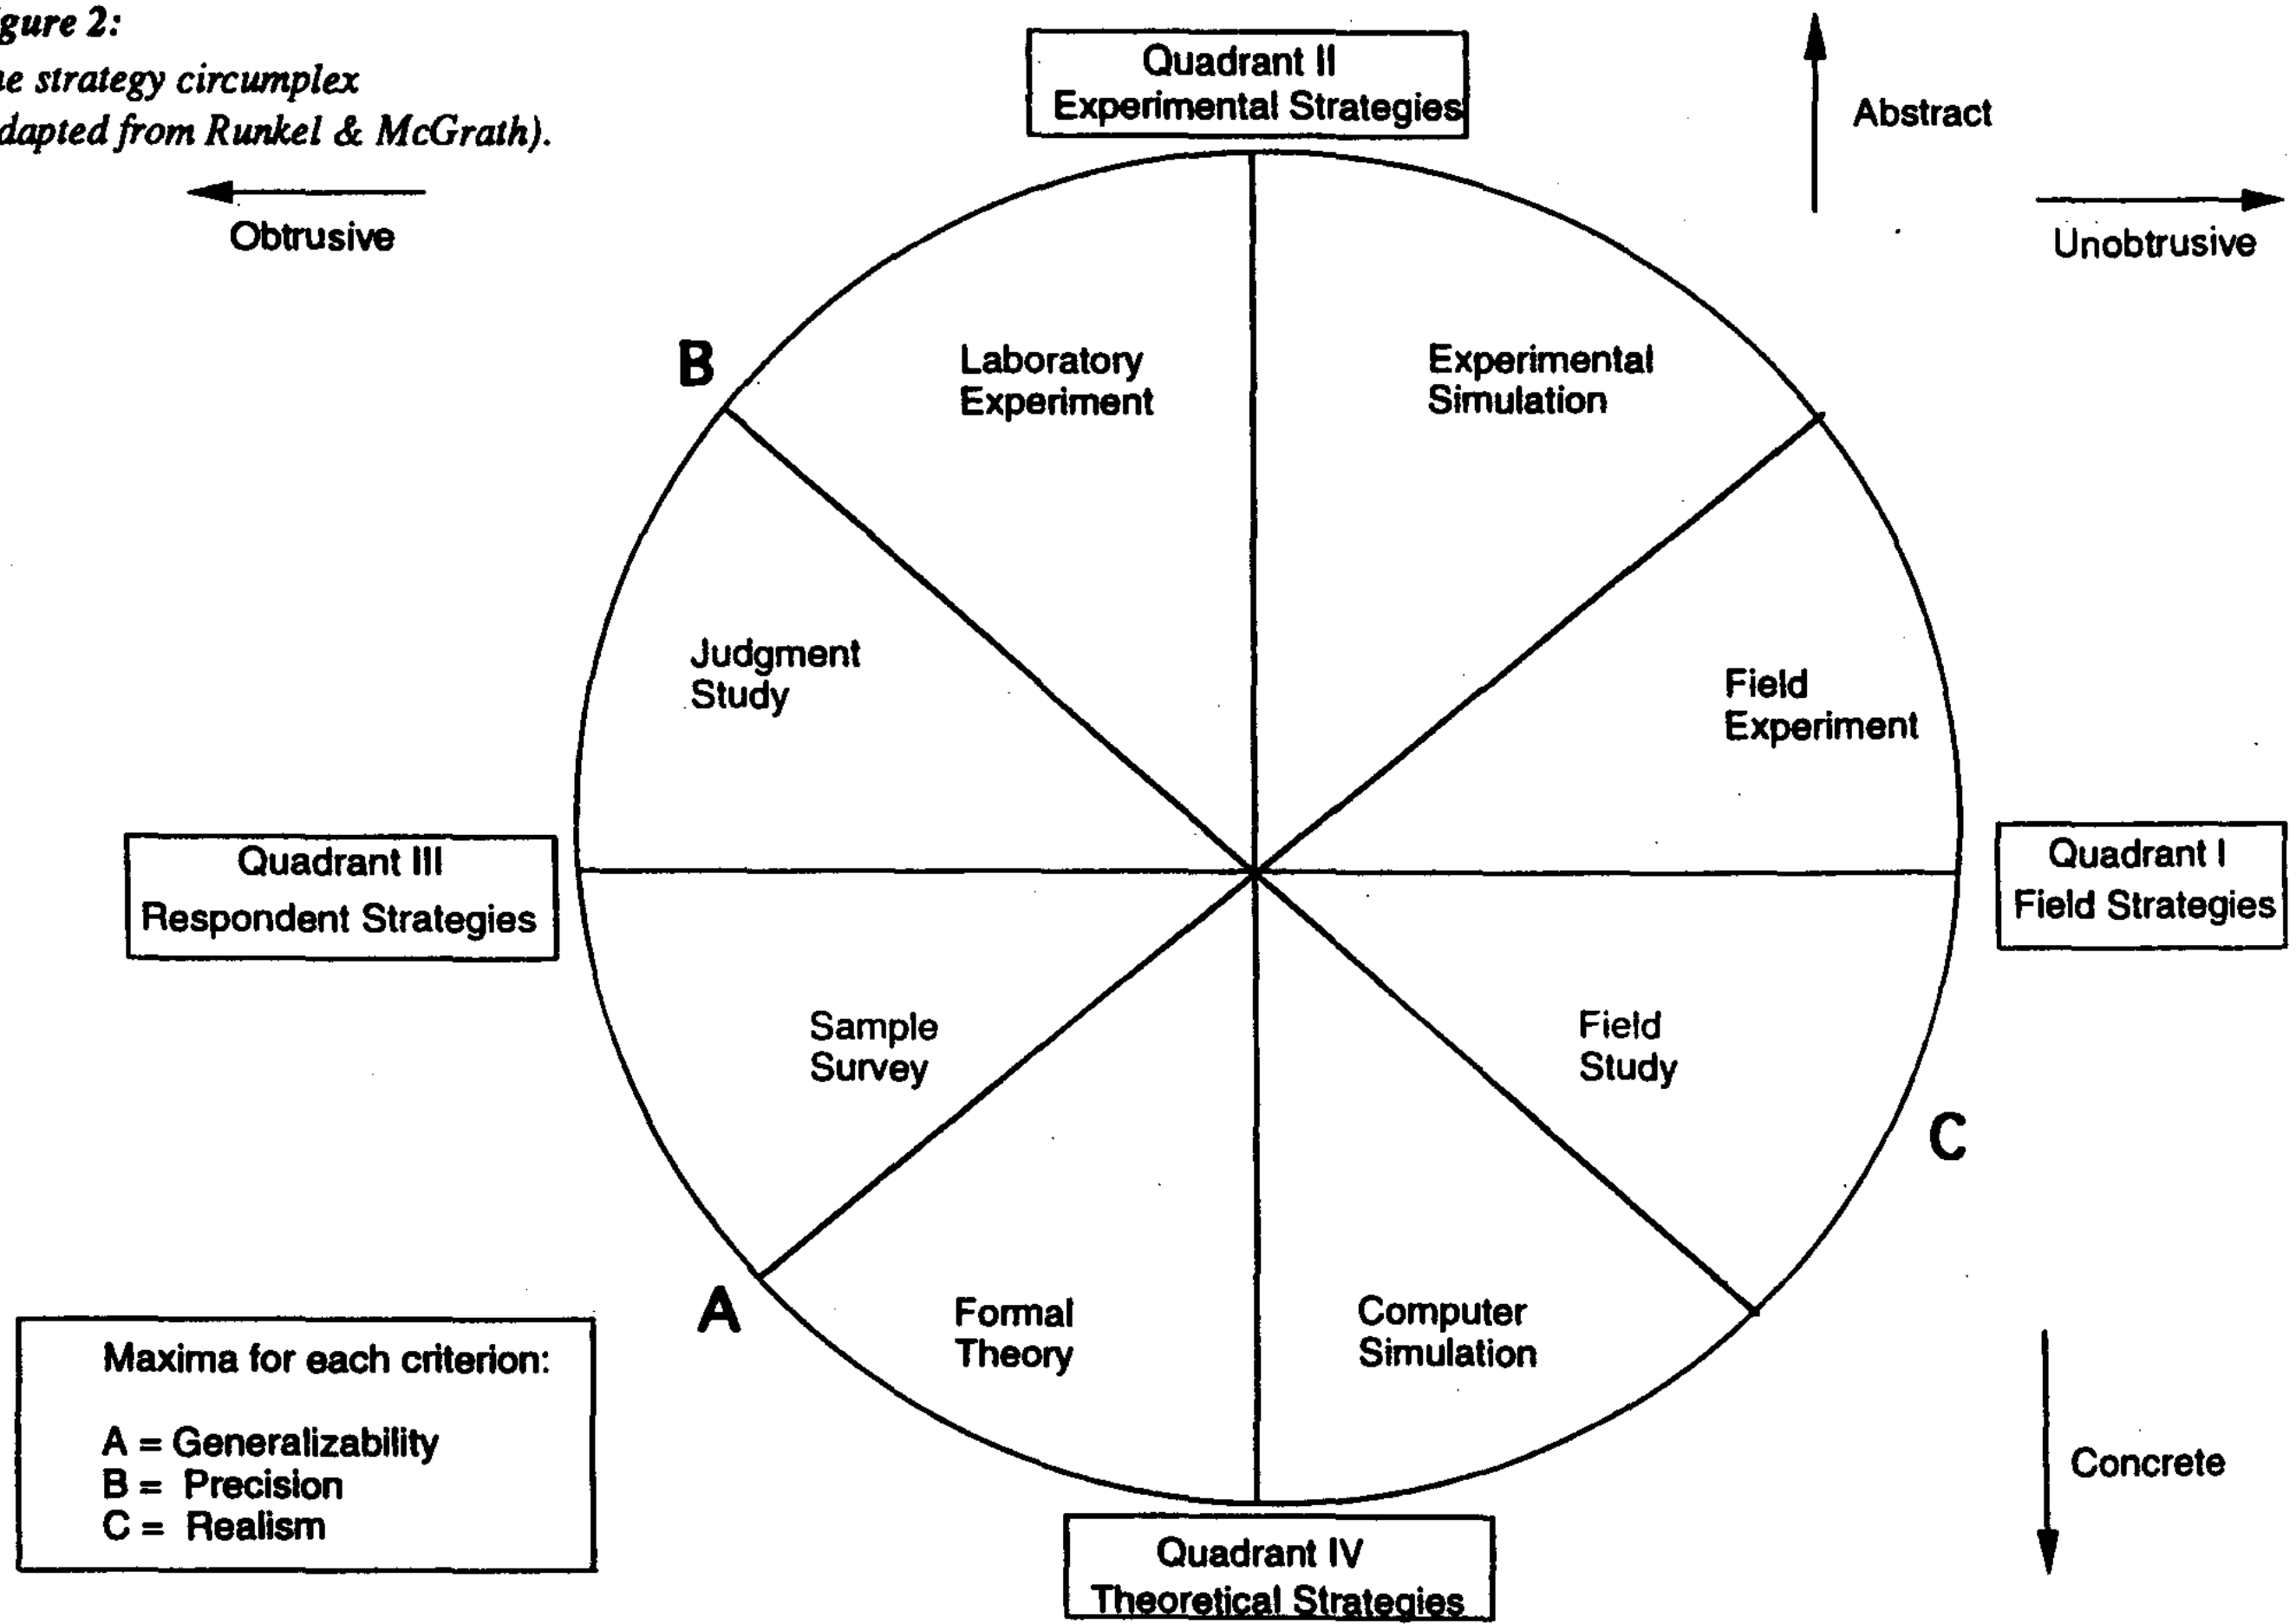 gure 2:
e strategy circumplex
dapted from Runkel & McGrath).
Obtrusive
Quadrant II
Experimental Strategies
Abstract
Unobtrusive
B
Laboratory
Experiment
Experimental
Simulation
Judgment
Study
Field
Experiment
Quadrant III
Respondent Strategies
Quadrant I
Field Strategies
Sample
Survey
Field
Study
C
A
Formal
Theory
Computer
Simulation
Maxima for each criterion:
A = Generalizability
B = Precision
C = Realism
Concrete
Quadrant IV
Theoretical Strategies